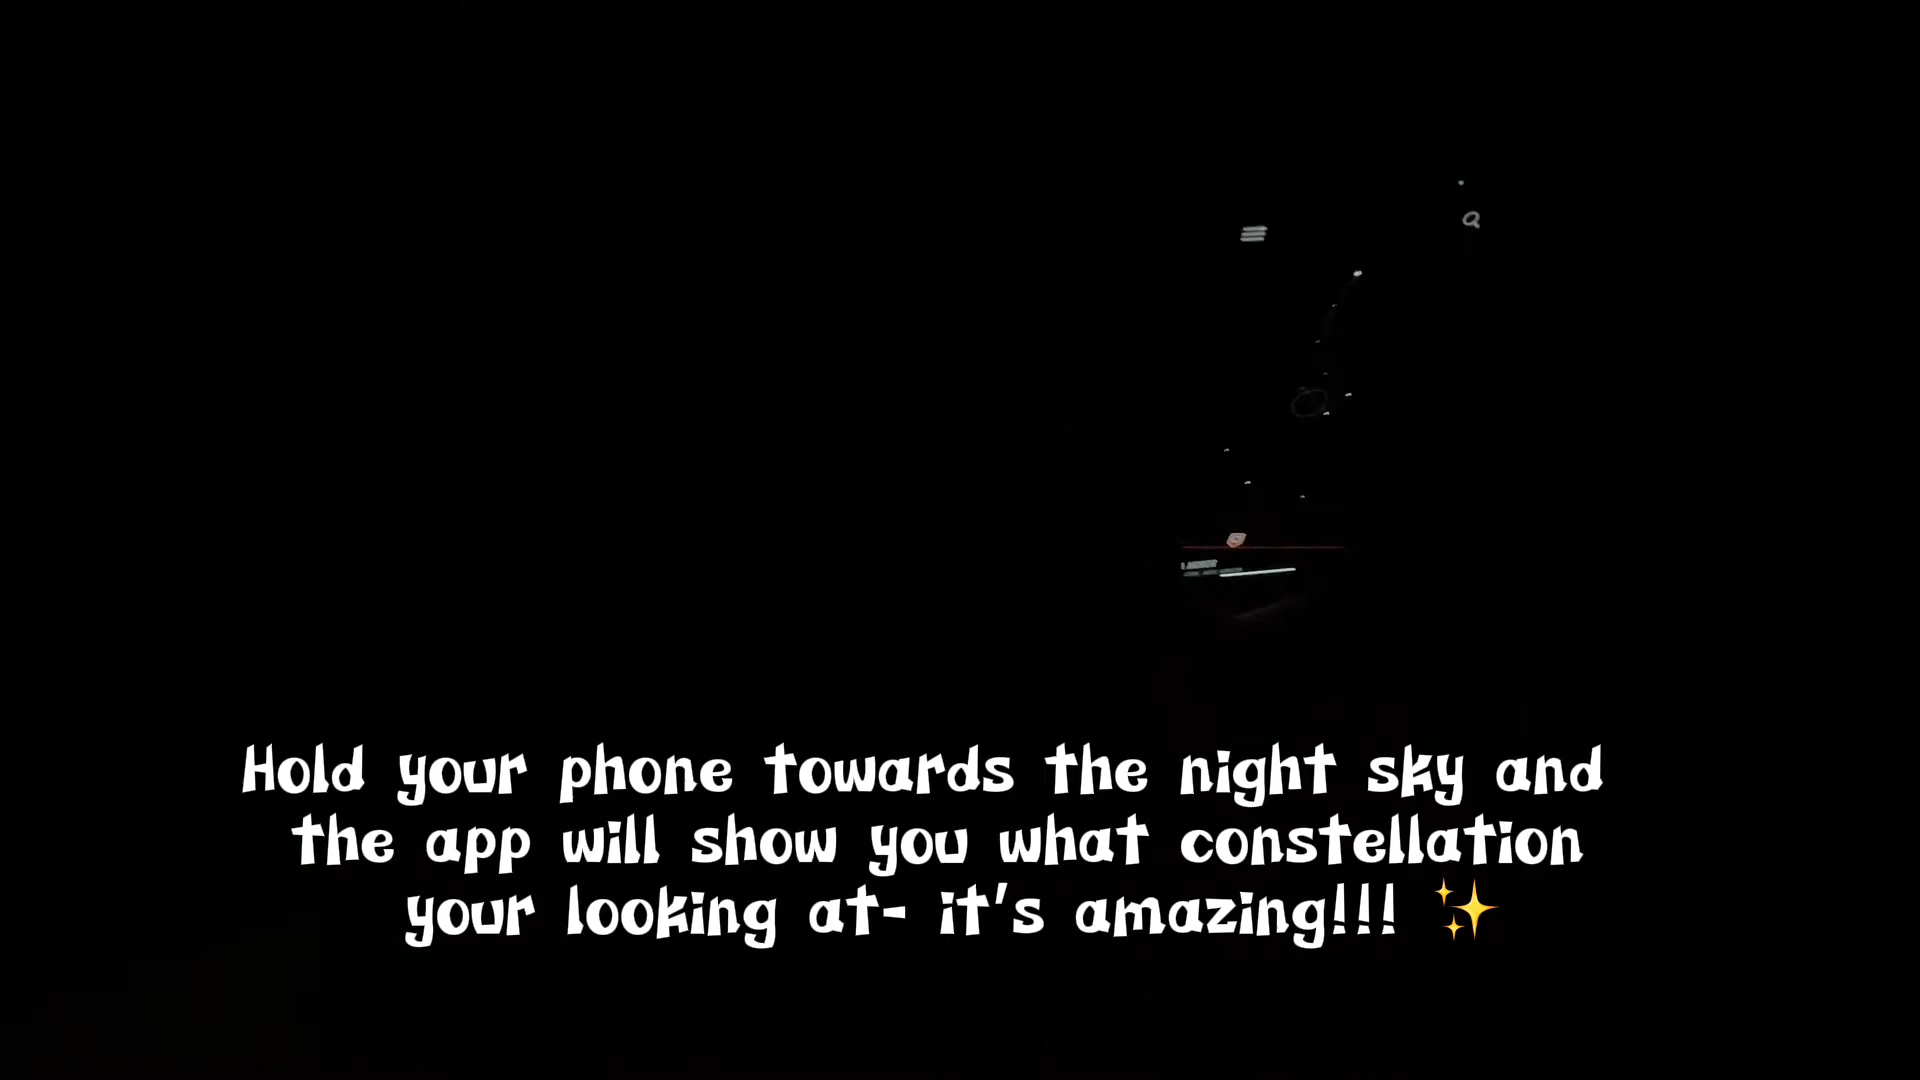 Hold your phone towards the night sky and
the app will show you what constellation
your looking at- it's amazing!!! ✨